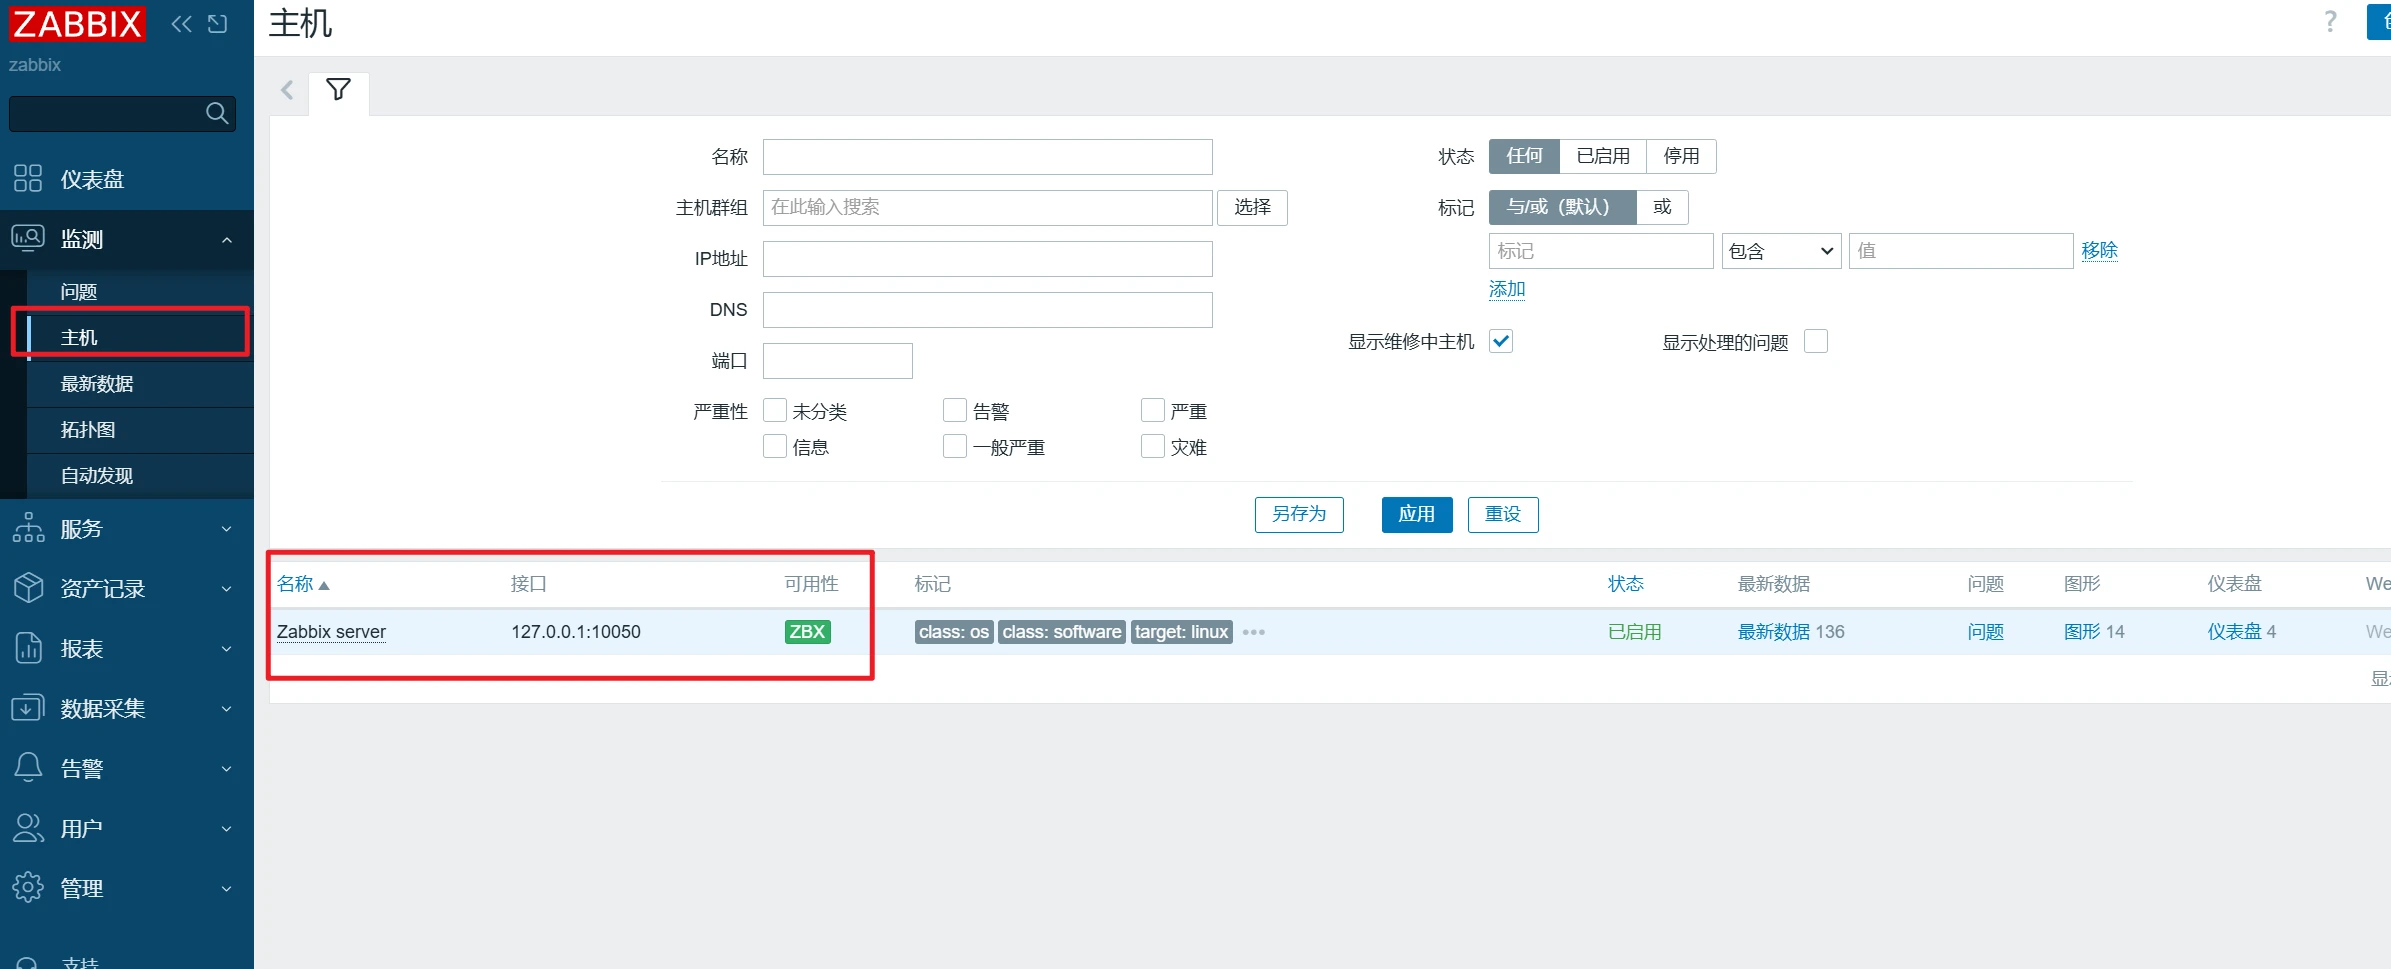 ZABBIX
主机
?
zabbix
仪表盘
监测
问题
主机
最新数据
拓扑图
自动发现
服务
资产记录
报表
数据采集
告警
用户
管理
支持
名称
主机群组 在此输入搜索 选择
IP地址
DNS
端口
严重性 未分类 告警 严重
信息 一般严重 灾难
状态 任何 已启用 停用
标记 与/或（默认） 或
标记 包含 值 移除
添加
显示维修中主机 显示处理的问题
另存为 应用 重设
名称 接口 可用性 标记 状态 最新数据 问题 图形 仪表盘 We
Zabbix server 127.0.0.1:10050 ZBX class: os class: software target: linux ••• 已启用 最新数据 136 问题 图形 14 仪表盘 4 We
显